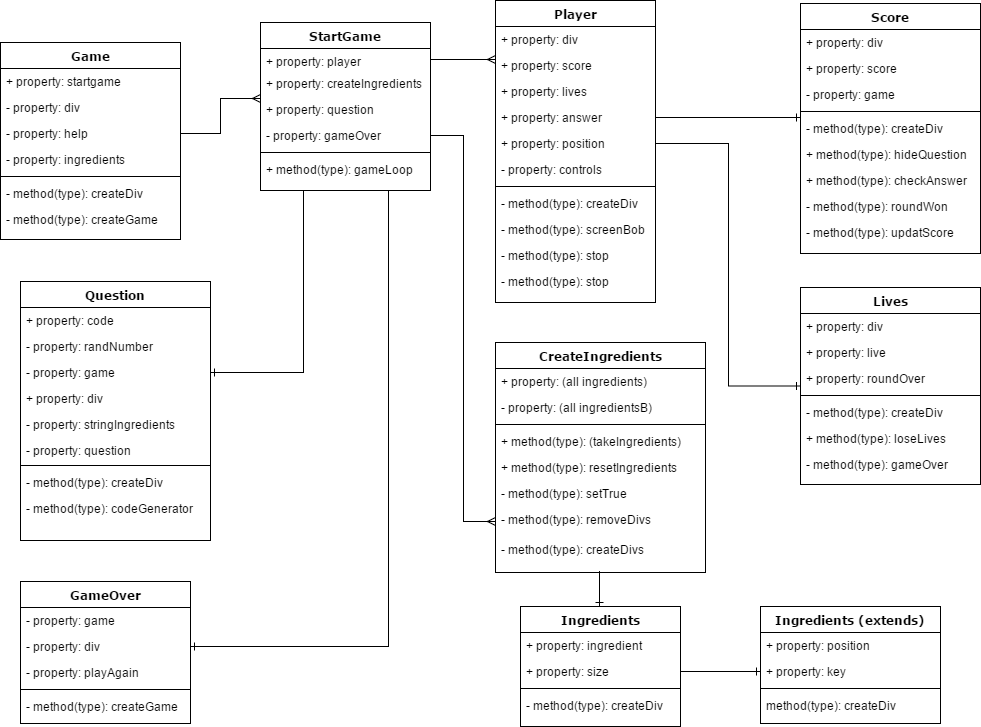 Game
+ property: startgame
- property: div
- property: help
- property: ingredients
- method(type): createDiv
- method(type): createGame
StartGame
+ property: player
+ property: createIngredients
+ property: question
- property: gameOver
+ method(type): gameLoop
Player
+ property: div
+ property: score
+ property: lives
+ property: answer
+ property: position
- property: controls
- method(type): createDiv
- method(type): screenBob
- method(type): stop
- method(type): stop
Score
+ property: div
+ property: score
- property: game
- method(type): createDiv
+ method(type): hideQuestion
+ method(type): checkAnswer
- method(type): roundWon
- method(type): updatScore
Question
+ property: code
- property: randNumber
- property: game
+ property: div
- property: stringIngredients
- property: question
- method(type): createDiv
- method(type): codeGenerator
CreateIngredients
+ property: (all ingredients)
- property: (all ingredientsB)
+ method(type): (takeIngredients)
+ method(type): resetIngredients
- method(type): setTrue
- method(type): removeDivs
- method(type): createDivs
Lives
+ property: div
+ property: live
+ property: roundOver
- method(type): createDiv
+ method(type): loseLives
- method(type): gameOver
GameOver
- property: game
- property: div
- property: playAgain
- method(type): createGame
Ingredients
+ property: ingredient
+ property: size
- method(type): createDiv
Ingredients (extends)
+ property: position
+ property: key
method(type): createDiv